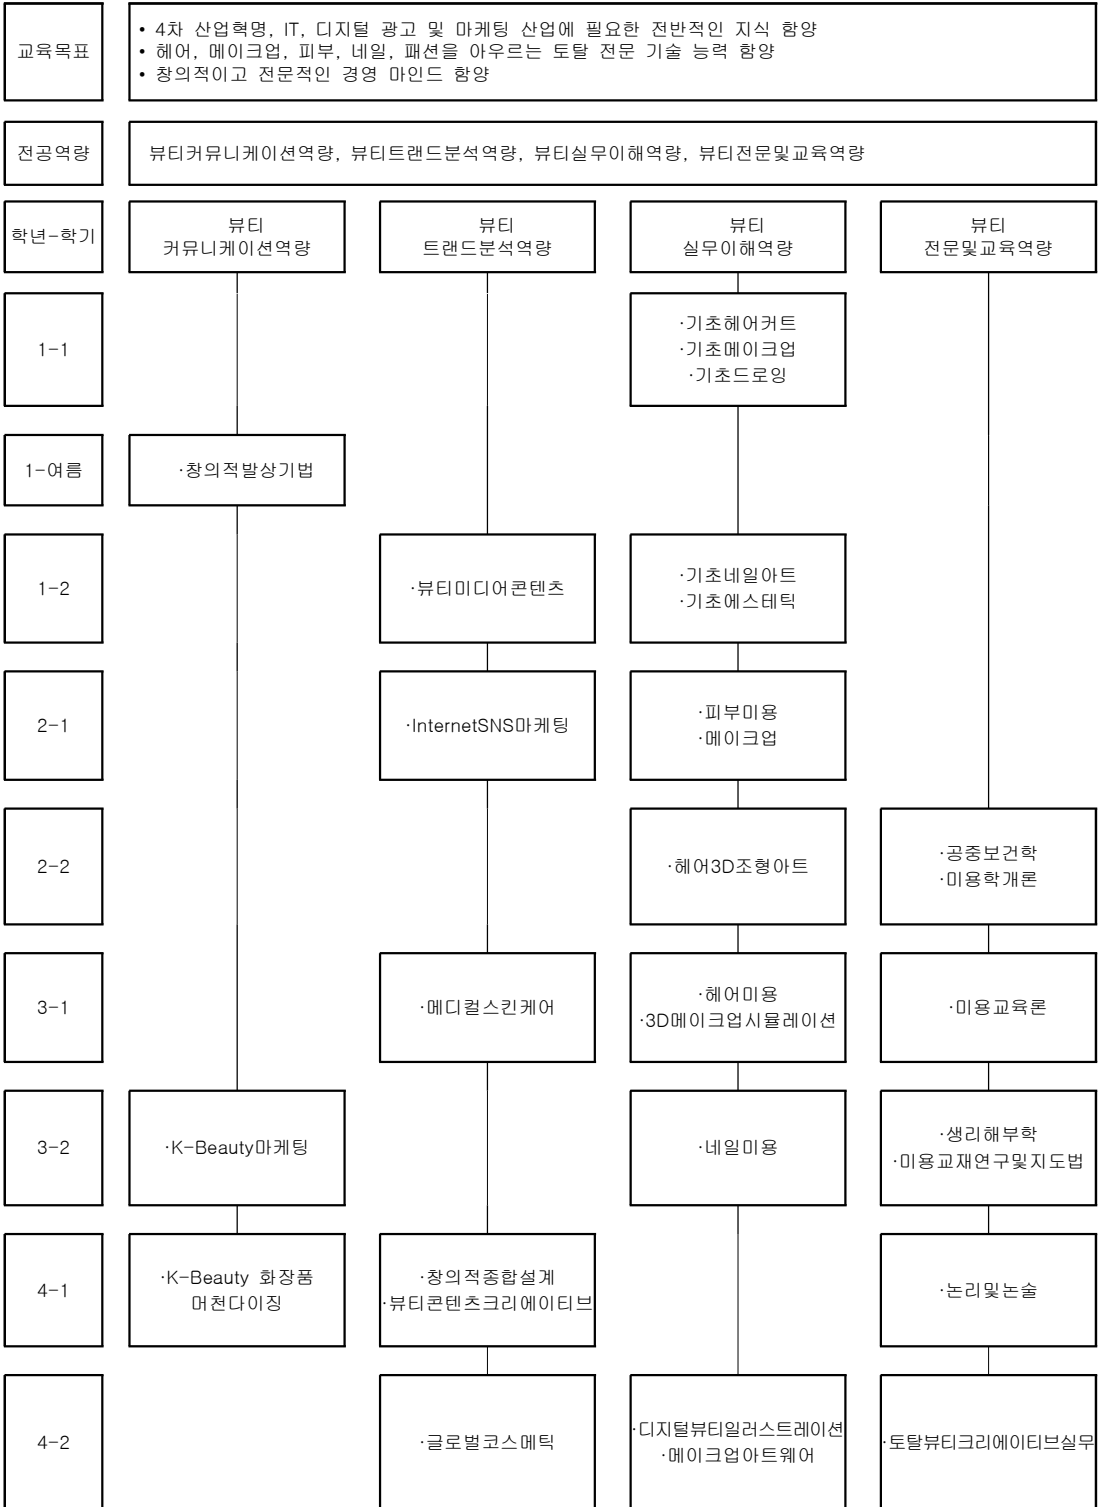 교육목표
• 4차 산업혁명, IT, 디지털 광고 및 마케팅 산업에 필요한 전반적인 지식 함양
• 헤어, 메이크업, 피부, 네일, 패션을 아우르는 토탈 전문 기술 능력 함양
• 창의적이고 전문적인 경영 마인드 함양
전공역량
뷰티커뮤니케이션역량, 뷰티트랜드분석역량, 뷰티실무이해역량, 뷰티전문및교육역량
학년-학기
뷰티
커뮤니케이션역량
뷰티
트랜드분석역량
뷰티
실무이해역량
뷰티
전문및교육역량
1-1
·기초헤어커트
·기초메이크업
·기초드로잉
1-여름
·창의적발상기법
1-2
·뷰티미디어콘텐츠
·기초네일아트
·기초에스테틱
2-1
·InternetSNS마케팅
·피부미용
·메이크업
2-2
·헤어3D조형아트
·공중보건학
·미용학개론
3-1
·메디컬스킨케어
·헤어미용
·3D메이크업시뮬레이션
·미용교육론
3-2
·K-Beauty마케팅
·네일미용
·생리해부학
·미용교재연구및지도법
4-1
·K-Beauty 화장품
머천다이징
·창의적종합설계
·뷰티콘텐츠크리에이티브
·논리및논술
4-2
·글로벌코스메틱
·디지털뷰티일러스트레이션
·메이크업아트웨어
·토탈뷰티크리에이티브실무